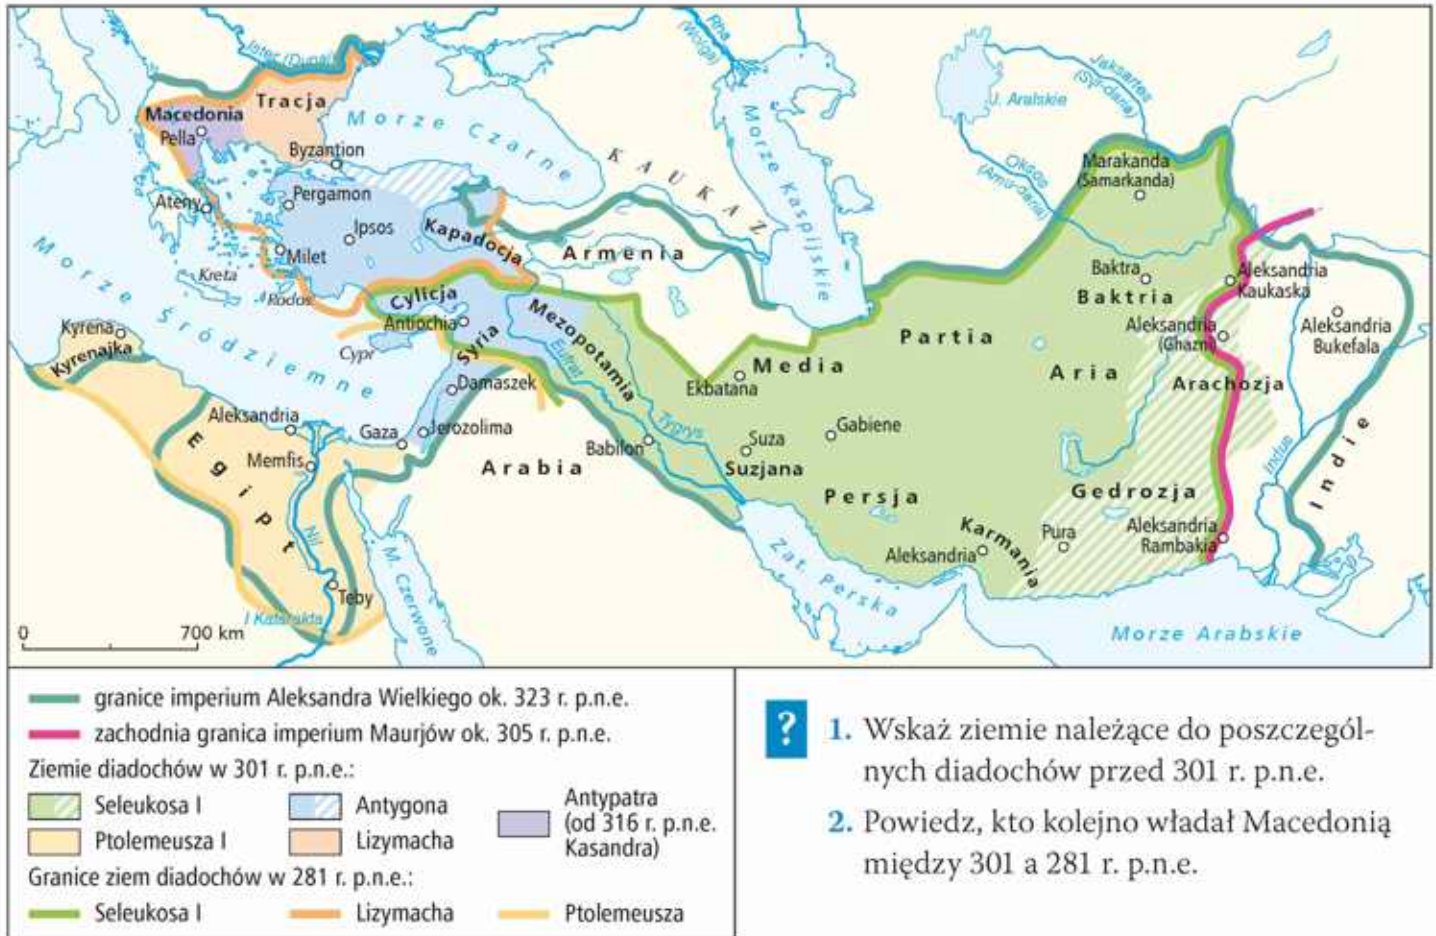 Ister (Dunaj)
Rha
(Wołga)
Jaksartes
(Syr-daria)
J. Aralskie
Macedonia
Tracja
Pella
Morze Czarne
Byzantion
KAUKAZ
Morze Kaspijskie
Oksos
(Amu-daria)
Marakanda
(Samarkanda)
Pergamon
Ateny
Ipsos
Kapadocja
Armenia
Milet
Kreta
Rodos
Morze Śródziemne
Cylicja
Antiochia
Mezopotamia
Eufrat
Syria
Cypr
Kyrena
Kyrenajka
Damaszek
Baktra
Baktria
Aleksandria
Kaukaska
Aleksandria
(Ghazni)
Aleksandria
Bukefala
Partia
Media
Ekbatana
Aria
Arachozja
Aleksandria
Gaza
Jerozolima
Egipt
Memfis
Arabia
Babilon
Tygrys
Suza
Suzjana
Gabiene
Indus
Indie
Persja
Gedrozja
Karmania
Pura
Aleksandria
Rambakia
Aleksandria
Nil
Teby
I Katarakta
M. Czerwone
Zat. Perska
Morze Arabskie
0 700 km
granice imperium Aleksandra Wielkiego ok. 323 r. p.n.e.
zachodnia granica imperium Maurjów ok. 305 r. p.n.e.
Ziemie diadochów w 301 r. p.n.e.:
Seleukosa I
Antygona
Ptolemeusza I
Lizymacha
Antypatra
(od 316 r. p.n.e.
Kasandra)
Granice ziem diadochów w 281 r. p.n.e.:
Seleukosa I
Lizymacha
Ptolemeusza
?
1. Wskaż ziemie należące do poszczegól-
nych diadochów przed 301 r. p.n.e.
2. Powiedz, kto kolejno władał Macedonią
między 301 a 281 r. p.n.e.